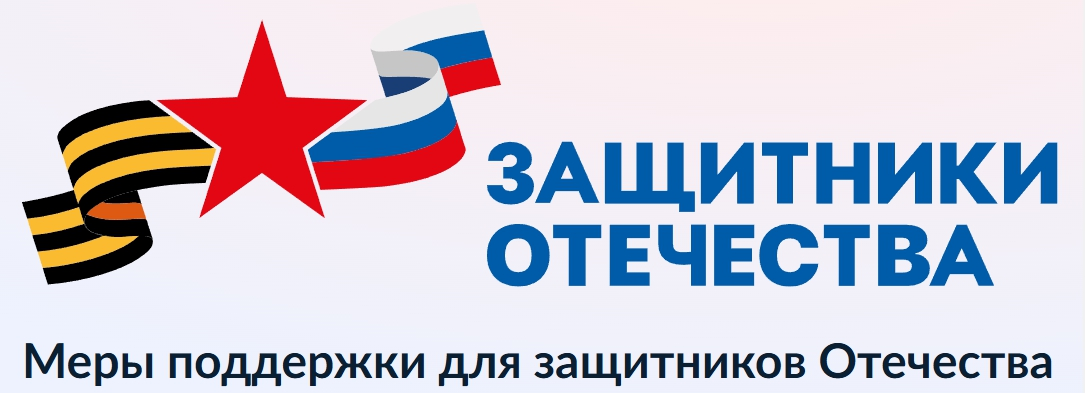 ЗАЩИТНИКИ
ОТЕЧЕСТВА
Меры поддержки для защитников Отечества